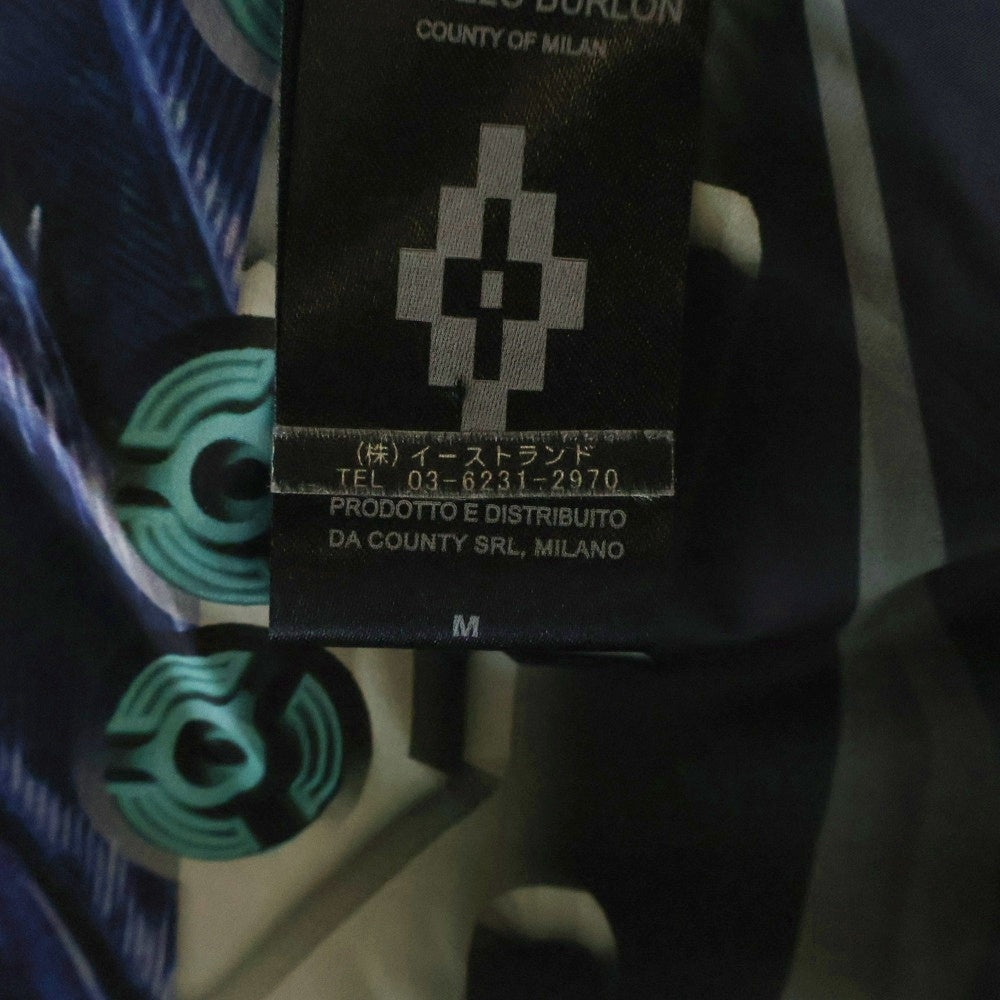 BURLON
COUNTY OF MILAN
(株)イーストランド
TEL 03-6231-2970
PRODOTTO E DISTRIBUITO
DA COUNTY SRL, MILANO
M